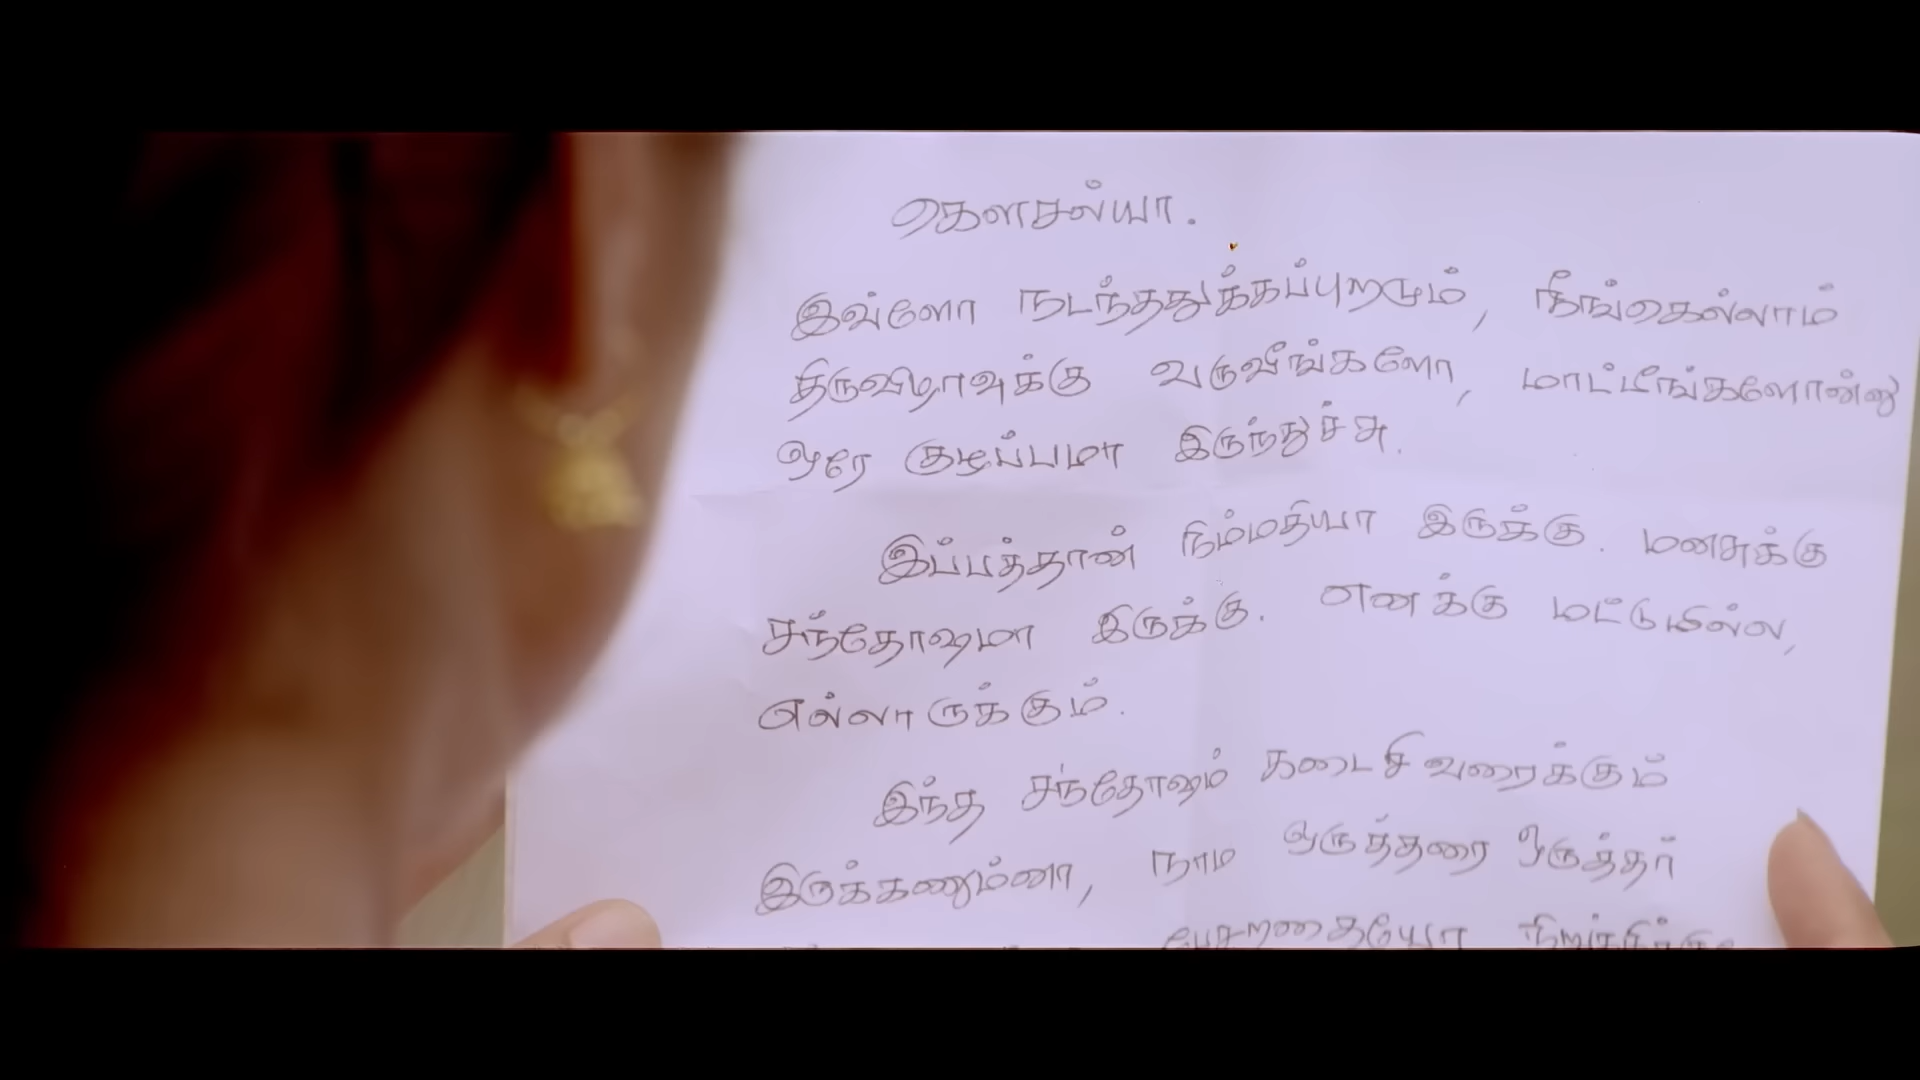 கௌசல்யா.
இவ்ளோ நடந்ததுக்கப்புறமும், நீங்கெல்லாம்
திருவிழாவுக்கு வருவீங்களோ, மாட்டீங்களோன்னு
ஒரே குழப்பமா இருந்துச்சு.
இப்பத்தான் நிம்மதியா இருக்கு. மனசுக்கு
சந்தோஷமா இருக்கு. எனக்கு மட்டுமில்ல,
எல்லாருக்கும்.
இந்த சந்தோஷம் கடைசி வரைக்கும்
இருக்கணும்னா, நாம ஒருத்தரை ஒருத்தர்